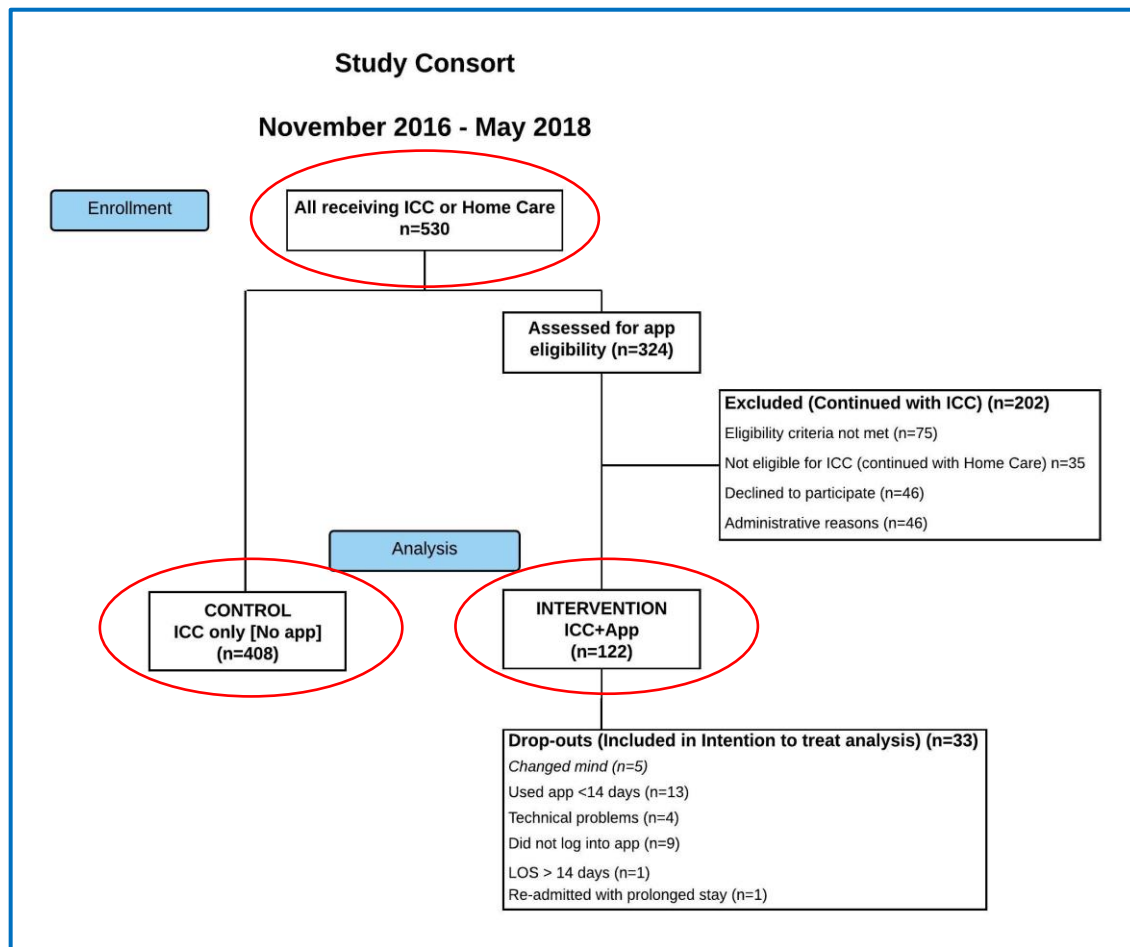 Study Consort
November 2016 - May 2018
Enrollment
All receiving ICC or Home Care
n=530
Assessed for app
eligibility (n=324)
Excluded (Continued with ICC) (n=202)
Eligibility criteria not met (n=75)
Not eligible for ICC (continued with Home Care) n=35
Declined to participate (n=46)
Administrative reasons (n=46)
Analysis
CONTROL
ICC only [No app]
(n=408)
INTERVENTION
ICC+App
(n=122)
Drop-outs (Included in Intention to treat analysis) (n=33)
Changed mind (n=5)
Used app <14 days (n=13)
Technical problems (n=4)
Did not log into app (n=9)
LOS > 14 days (n=1)
Re-admitted with prolonged stay (n=1)